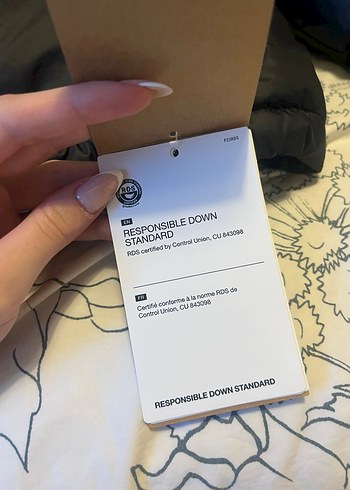 RDS
EN
RESPONSIBLE DOWN
STANDARD
RDS certified by Control Union, CU 843098
FR
Certifié conforme à la norme RDS de
Control Union, CU 843098
RESPONSIBLE DOWN STANDARD